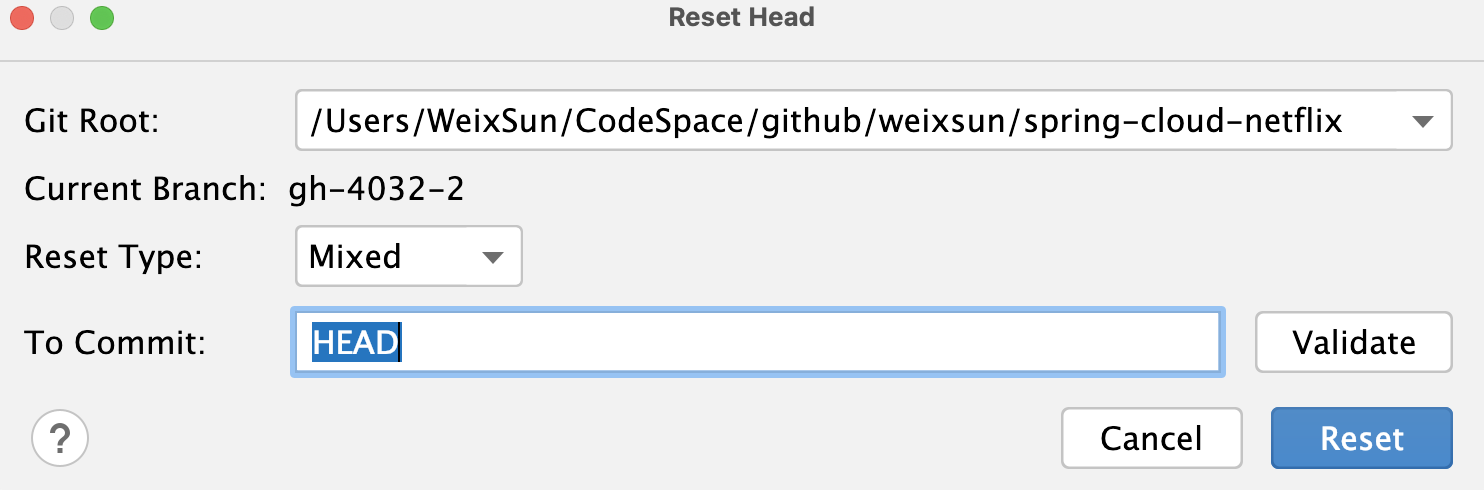 Reset Head
Git Root: /Users/WeixSun/CodeSpace/github/weixsun/spring-cloud-netflix
Current Branch: gh-4032-2
Reset Type: Mixed
To Commit: HEAD Validate
? Cancel Reset